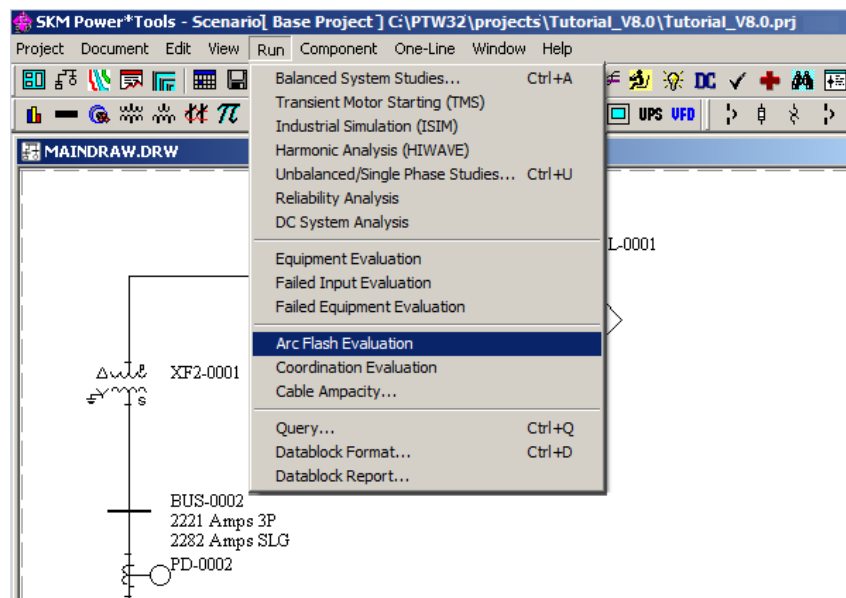 SKM Power*Tools - Scenario[ Base Project ] C:\PTW32\projects\Tutorial_V8.0\Tutorial_V8.0.prj
Project Document Edit View Run Component One-Line Window Help
DC
UPS VFD
MAINDRAW.DRW
Balanced System Studies... Ctrl+A
Transient Motor Starting (TMS)
Industrial Simulation (ISIM)
Harmonic Analysis (HIWAVE)
Unbalanced/Single Phase Studies... Ctrl+U
Reliability Analysis
DC System Analysis
Equipment Evaluation
Failed Input Evaluation
Failed Equipment Evaluation
Arc Flash Evaluation
Coordination Evaluation
Cable Ampacity...
Query... Ctrl+Q
Datablock Format... Ctrl+D
Datablock Report...
L-0001
XF2-0001
S
BUS-0002
2221 Amps 3P
2282 Amps SLG
PD-0002